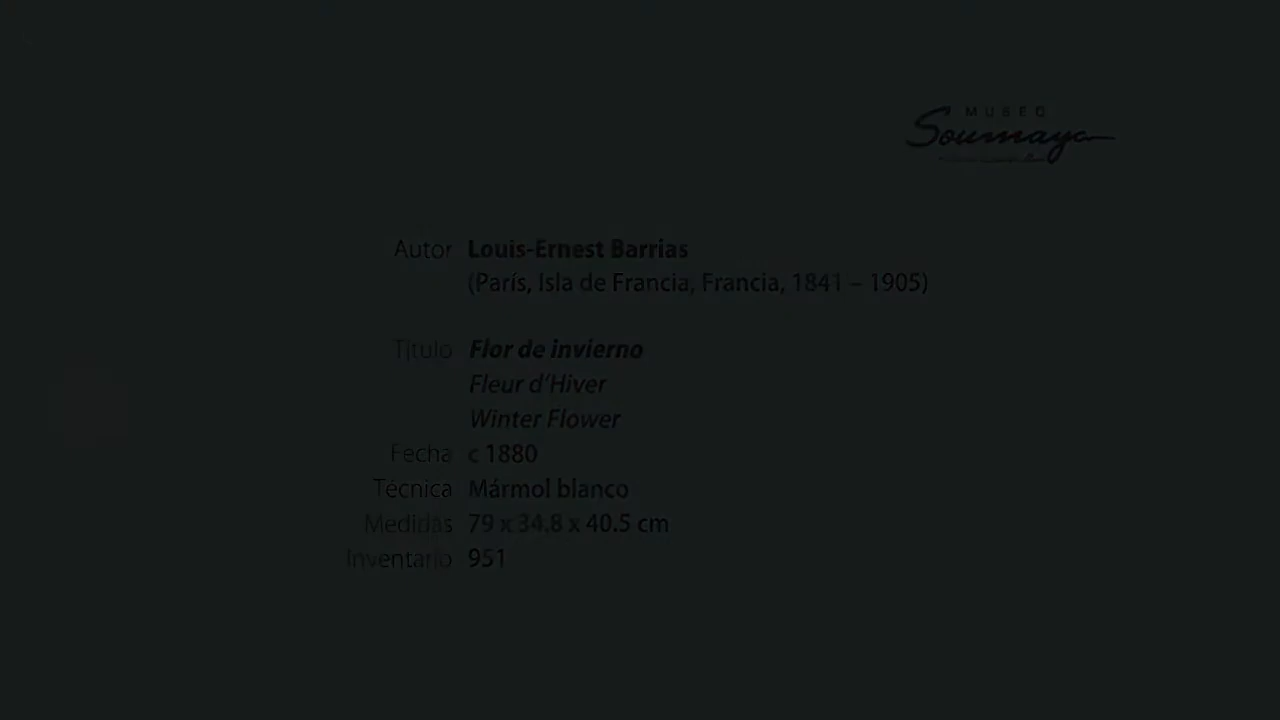 MUSEO
Soumaya
Autor Louis-Ernest Barrias
(París, Isla de Francia, Francia, 1841 – 1905)
Título Flor de invierno
Fleur d'Hiver
Winter Flower
Fecha c 1880
Técnica Mármol blanco
Medidas 79 x 34.8 x 40.5 cm
Inventario 951